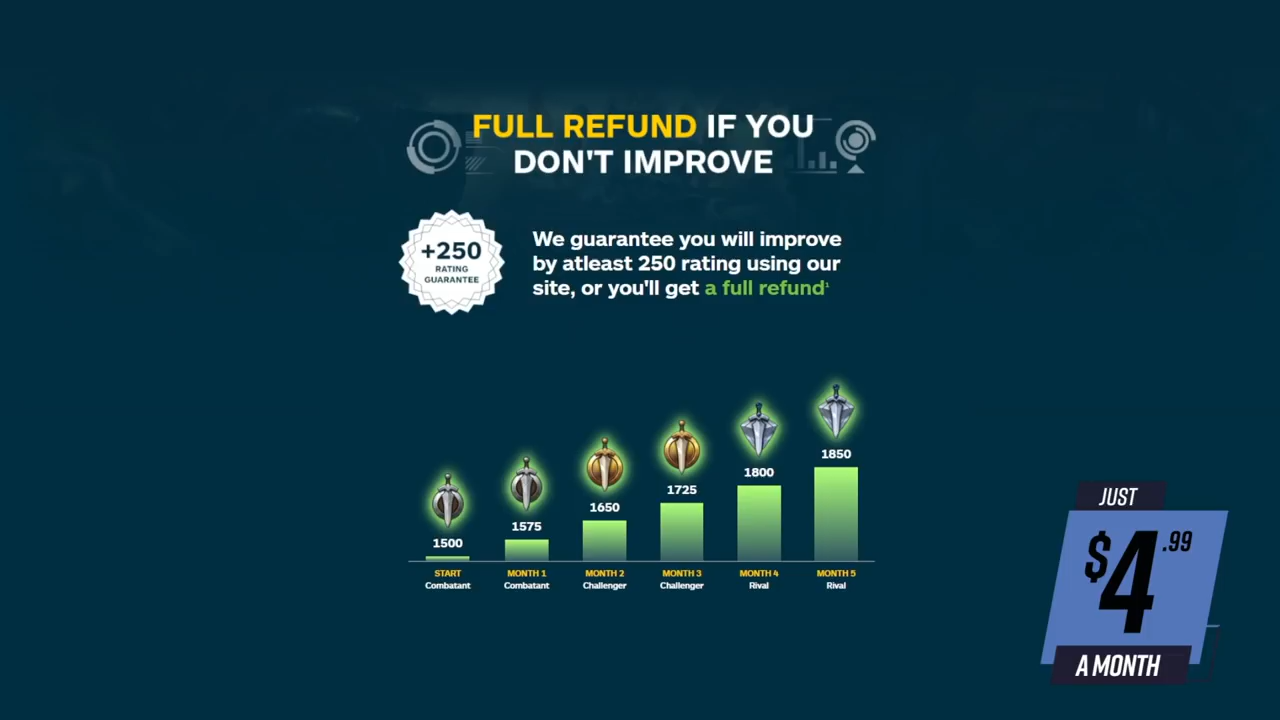 FULL REFUND IF YOU
DON'T IMPROVE
+250
RATING
GUARANTEE
We guarantee you will improve
by atleast 250 rating using our
site, or you'll get a full refund¹
1500
1575
1650
1725
1800
1850
START
Combatant
MONTH 1
Combatant
MONTH 2
Challenger
MONTH 3
Challenger
MONTH 4
Rival
MONTH 5
Rival
JUST
$4.99
A MONTH